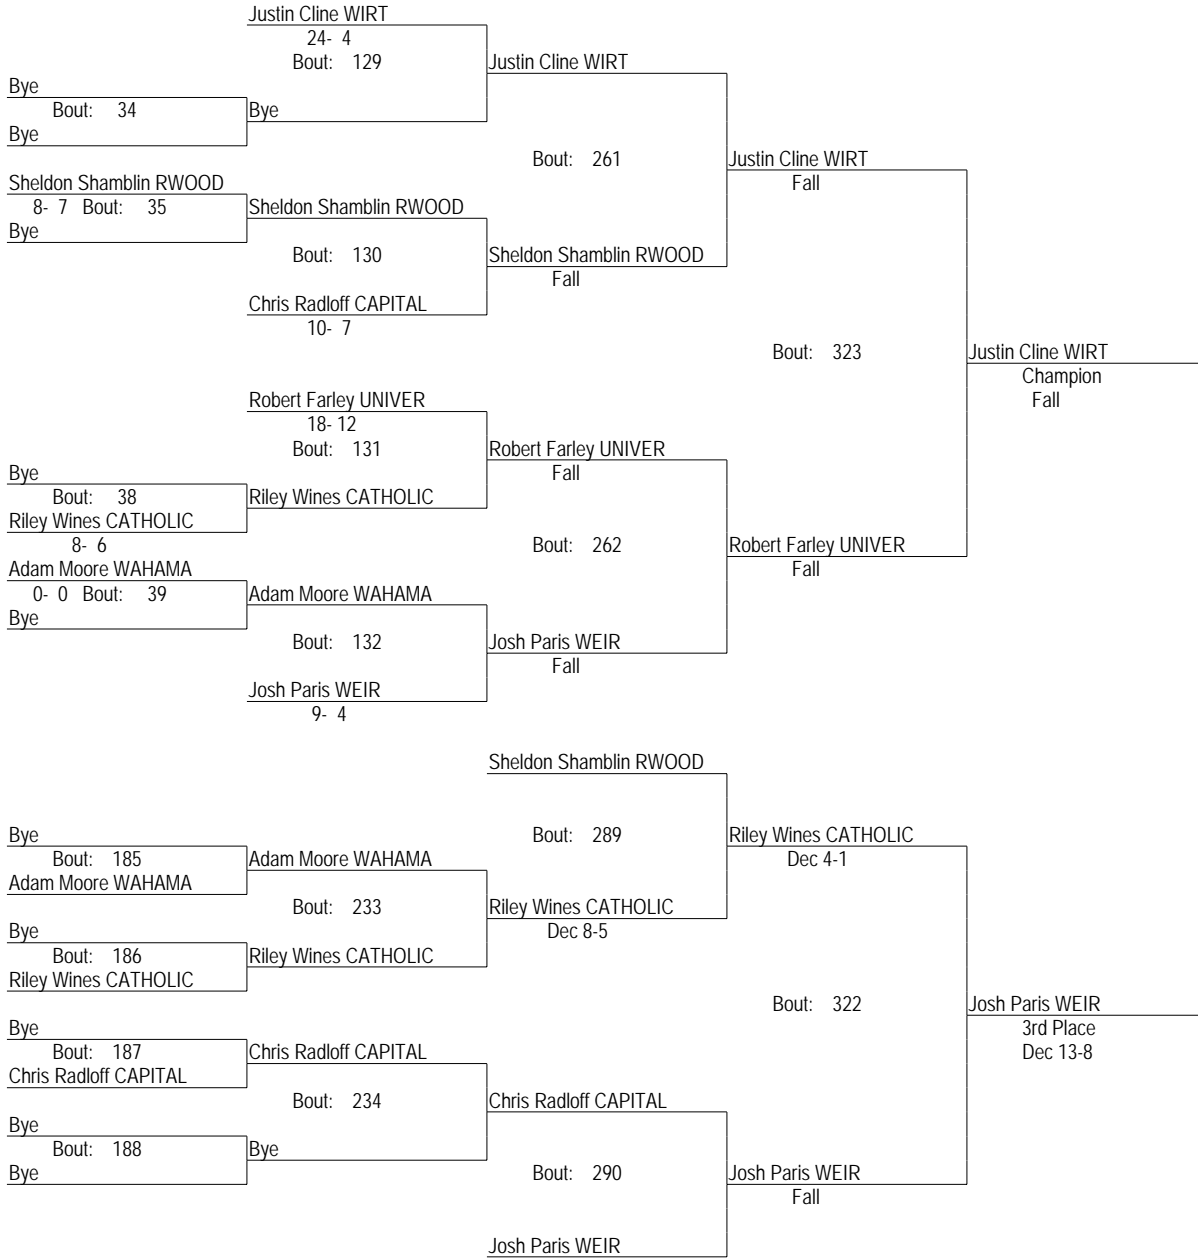 Justin Cline WIRT
24- 4
Bout: 129
Justin Cline WIRT
Bye
Bout: 34
Bye
Bye
Bout: 261
Justin Cline WIRT
Fall
Sheldon Shamblin RWOOD
8- 7 Bout: 35
Sheldon Shamblin RWOOD
Bye
Bout: 130
Sheldon Shamblin RWOOD
Fall
Chris Radloff CAPITAL
10- 7
Bout: 323
Justin Cline WIRT
Champion
Fall
Robert Farley UNIVER
18- 12
Bout: 131
Robert Farley UNIVER
Fall
Bye
Bout: 38
Riley Wines CATHOLIC
Riley Wines CATHOLIC
8- 6
Bout: 262
Robert Farley UNIVER
Fall
Adam Moore WAHAMA
0- 0 Bout: 39
Adam Moore WAHAMA
Bye
Bout: 132
Josh Paris WEIR
Fall
Josh Paris WEIR
9- 4
Sheldon Shamblin RWOOD
Bout: 289
Riley Wines CATHOLIC
Dec 4-1
Bye
Bout: 185
Adam Moore WAHAMA
Adam Moore WAHAMA
Bout: 233
Riley Wines CATHOLIC
Dec 8-5
Bye
Bout: 186
Riley Wines CATHOLIC
Riley Wines CATHOLIC
Bout: 322
Josh Paris WEIR
3rd Place
Dec 13-8
Bye
Bout: 187
Chris Radloff CAPITAL
Chris Radloff CAPITAL
Bout: 234
Chris Radloff CAPITAL
Bye
Bout: 188
Bye
Bye
Bout: 290
Josh Paris WEIR
Fall
Josh Paris WEIR